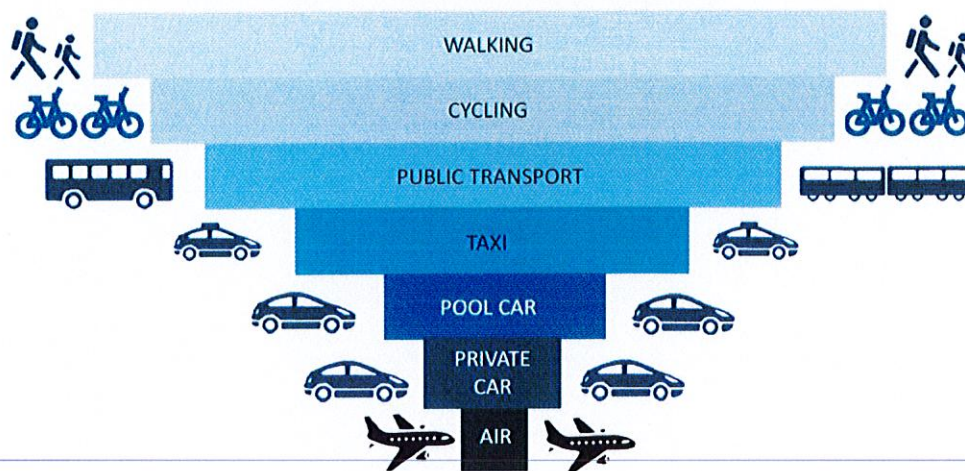 WALKING
CYCLING
PUBLIC TRANSPORT
TAXI
POOL CAR
PRIVATE
CAR
AIR